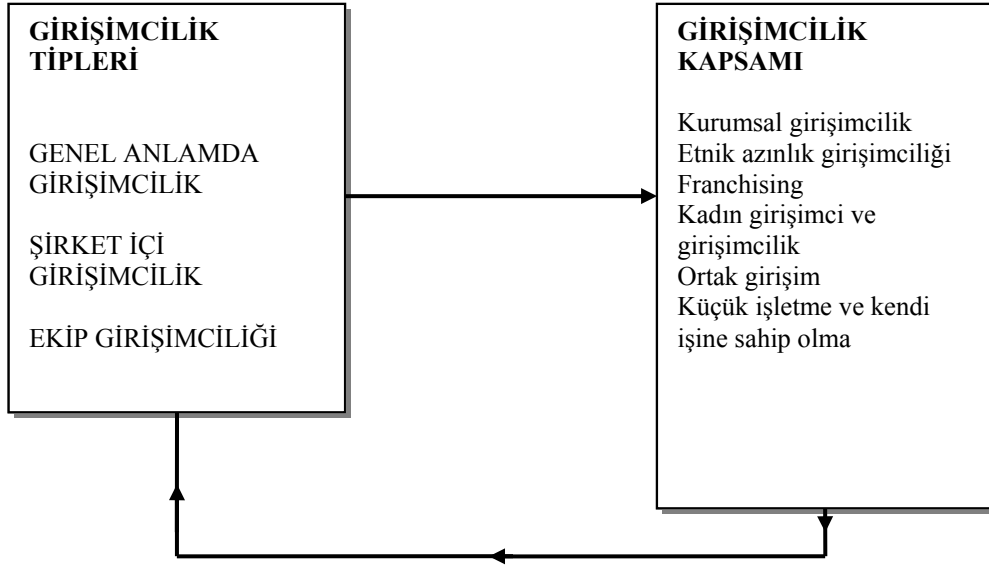 GİRİŞİMCİLİK
TİPLERİ
GENEL ANLAMDA
GİRİŞİMCİLİK
ŞİRKET İÇİ
GİRİŞİMCİLİK
EKİP GİRİŞİMCİLİĞİ
GİRİŞİMCİLİK
KAPSAMI
Kurumsal girişimcilik
Etnik azınlık girişimciliği
Franchising
Kadın girişimci ve
girişimcilik
Ortak girişim
Küçük işletme ve kendi
işine sahip olma